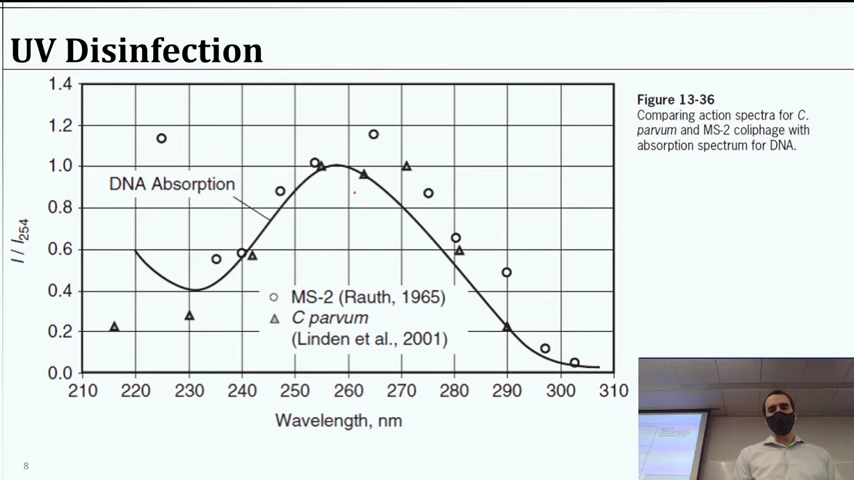 UV Disinfection
1.4
1.2
1.0
0.8
0.6
0.4
0.2
0.0
I / I254
DNA Absorption
MS-2 (Rauth, 1965)
C parvum
(Linden et al., 2001)
210 220 230 240 250 260 270 280 290 300 310
Wavelength, nm
Figure 13-36
Comparing action spectra for C.
parvum and MS-2 coliphage with
absorption spectrum for DNA.
8